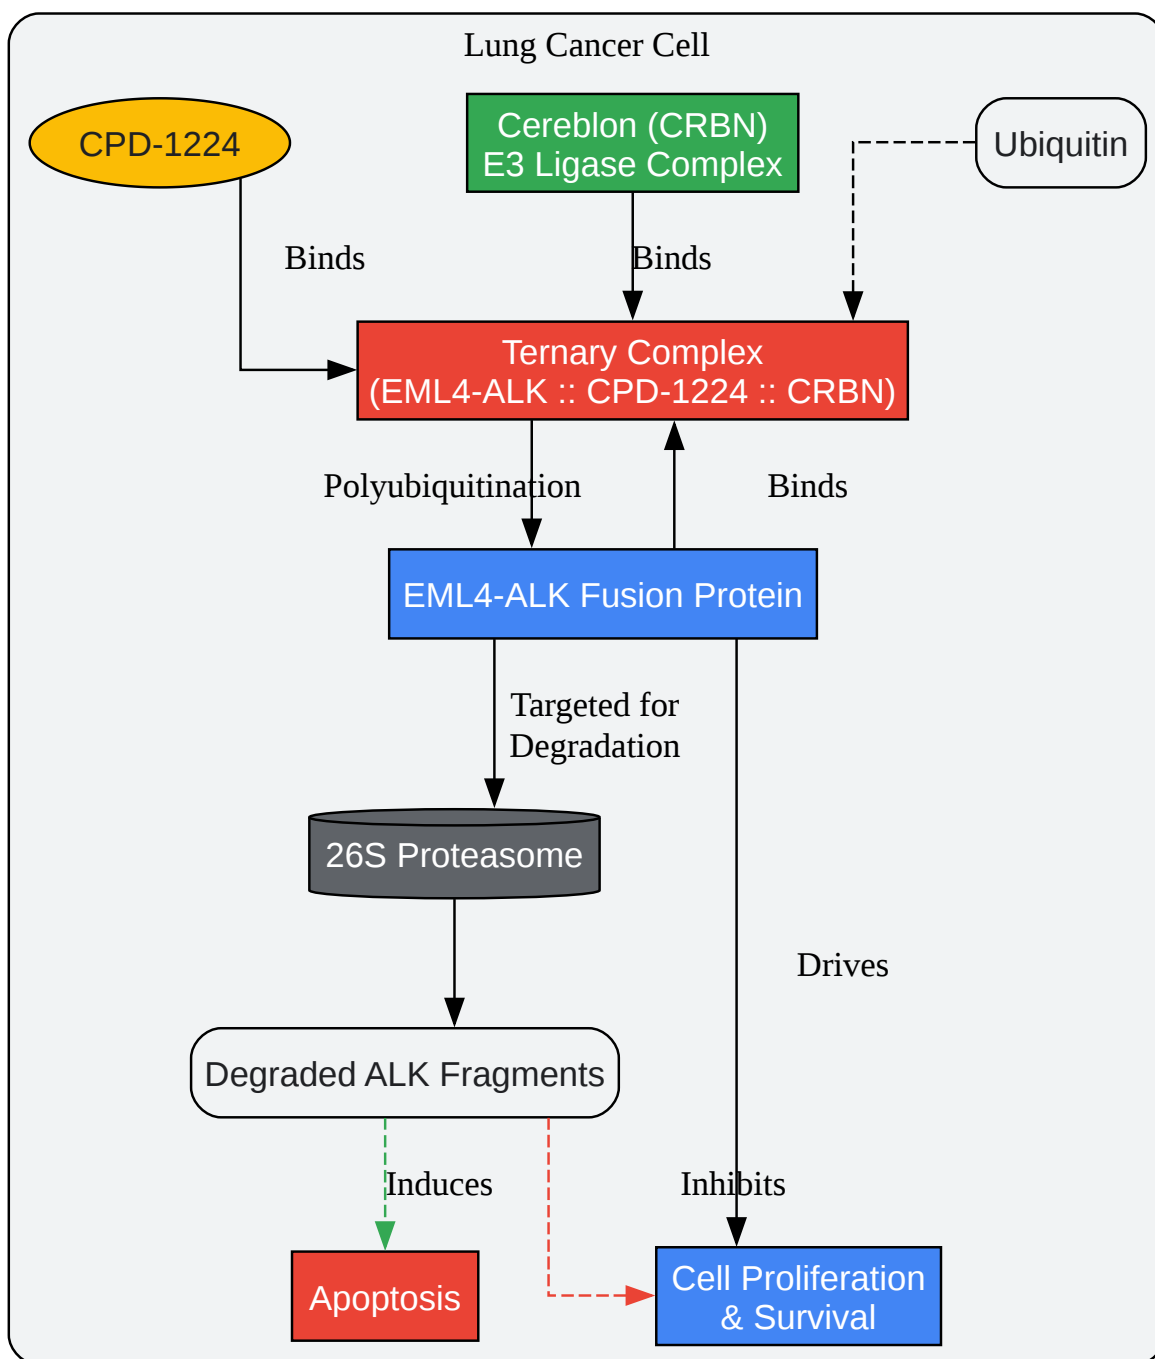 Lung Cancer Cell
CPD-1224
Cereblon (CRBN)
E3 Ligase Complex
Ubiquitin
Binds
Binds
Ternary Complex
(EML4-ALK :: CPD-1224 :: CRBN)
Polyubiquitination
Binds
EML4-ALK Fusion Protein
Targeted for
Degradation
26S Proteasome
Drives
Degraded ALK Fragments
Induces
Inhibits
Apoptosis
Cell Proliferation
& Survival